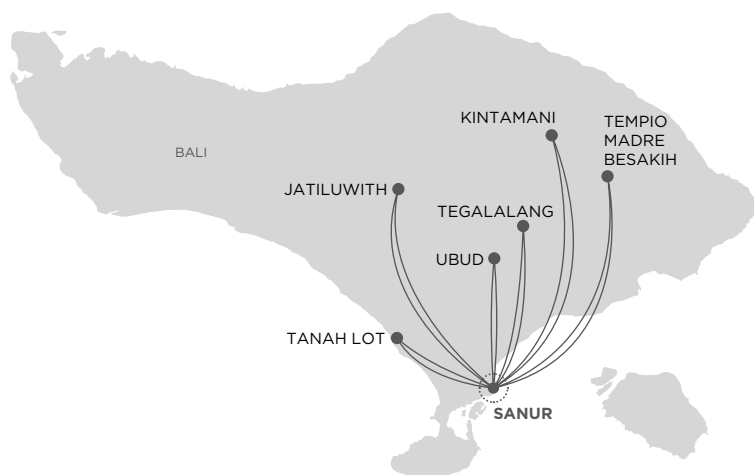 KINTAMANI
TEMPIO
MADRE
BESAKIH
BALI
JATILUWITH
TEGALALANG
UBUD
TANAH LOT
SANUR